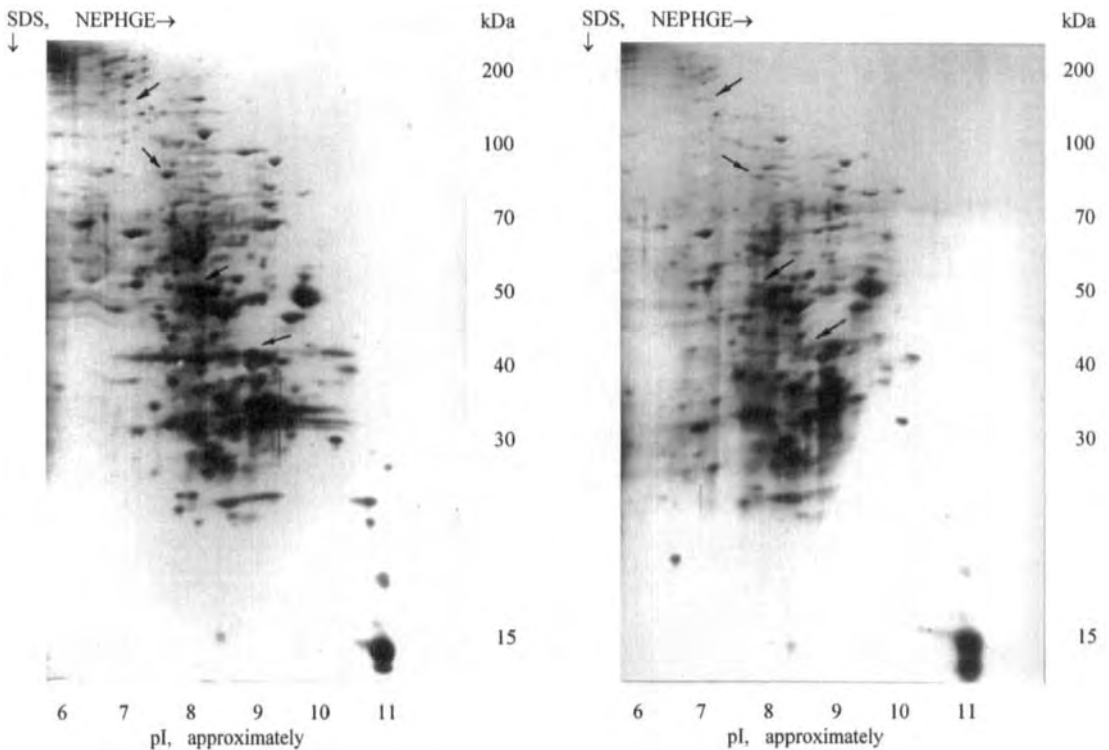 SDS, NEPHGE→ kDa
↓
200
100
70
50
40
30
15
6 7 8 9 10 11
pI, approximately
SDS, NEPHGE→ kDa
↓
200
100
70
50
40
30
15
6 7 8 9 10 11
pI, approximately